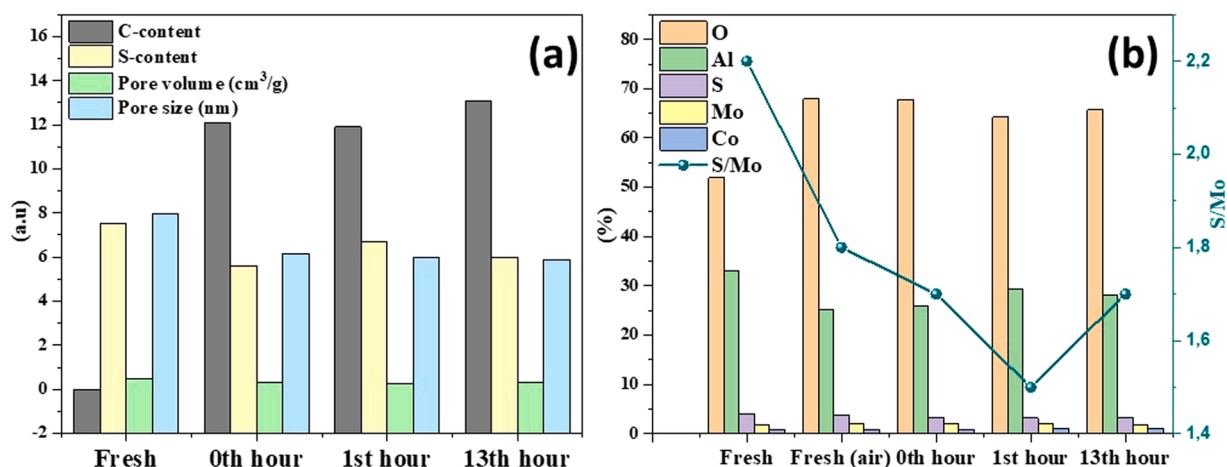 (a)
C-content
S-content
Pore volume (cm³/g)
Pore size (nm)
16
14
12
10
8
6
4
2
0
-2
(a.u)
Fresh
0th hour
1st hour
13th hour
(b)
O
Al
S
Mo
Co
S/Mo
80
70
60
50
40
30
20
10
0
(%)
2,2
2,0
1,8
1,6
1,4
S/Mo
Fresh
Fresh (air)
0th hour
1st hour
13th hour